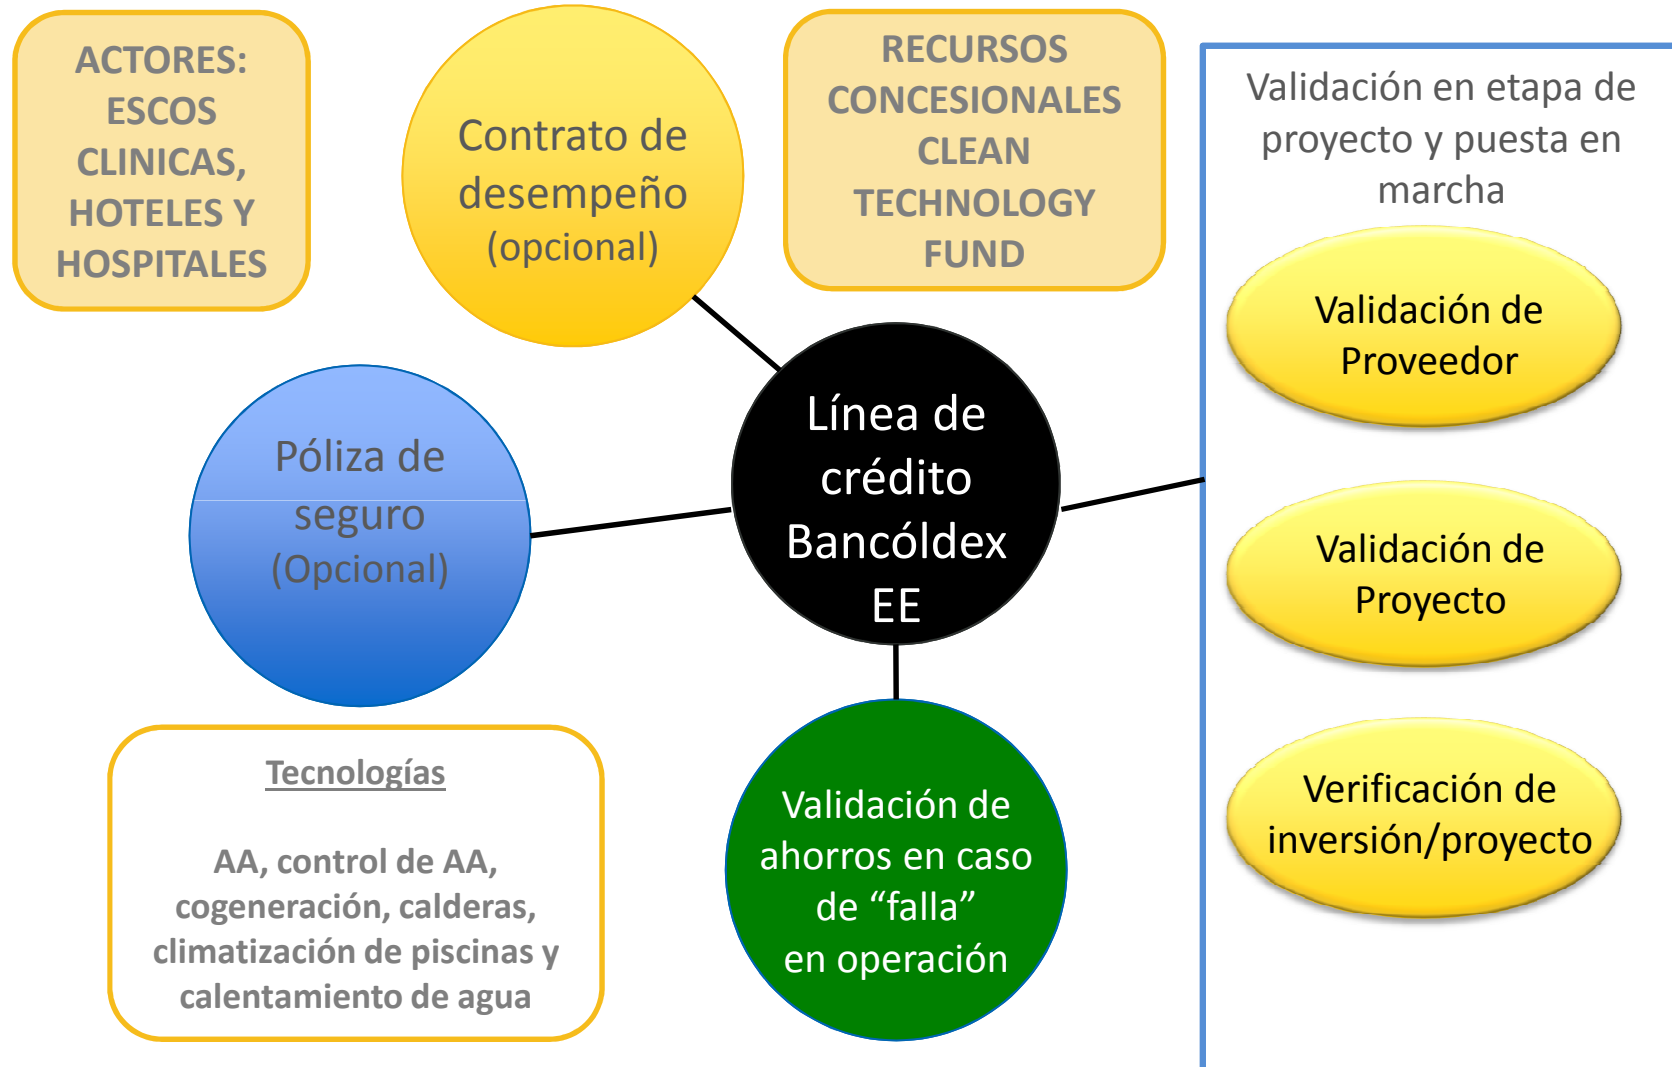 ACTORES:
ESCOS
CLINICAS,
HOTELES Y
HOSPITALES
Contrato de
desempeño
(opcional)
RECURSOS
CONCESIONALES
CLEAN
TECHNOLOGY
FUND
Validación en etapa de
proyecto y puesta en
marcha
Validación de
Proveedor
Validación de
Proyecto
Verificación de
inversión/proyecto
Línea de
crédito
Bancóldex
EE
Póliza de
seguro
(Opcional)
Tecnologías
AA, control de AA,
cogeneración, calderas,
climatización de piscinas y
calentamiento de agua
Validación de
ahorros en caso
de “falla”
en operación